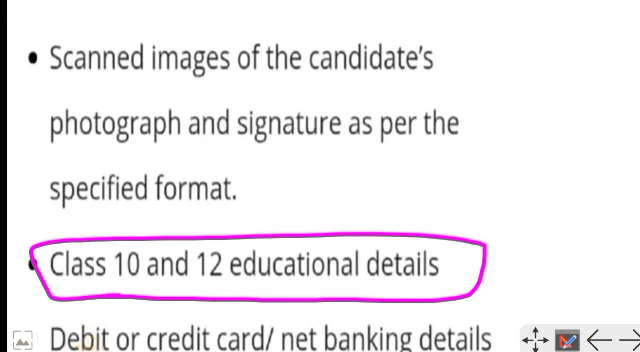 • Scanned images of the candidate’s
photograph and signature as per the
specified format.
• Class 10 and 12 educational details
Debit or credit card/ net banking details